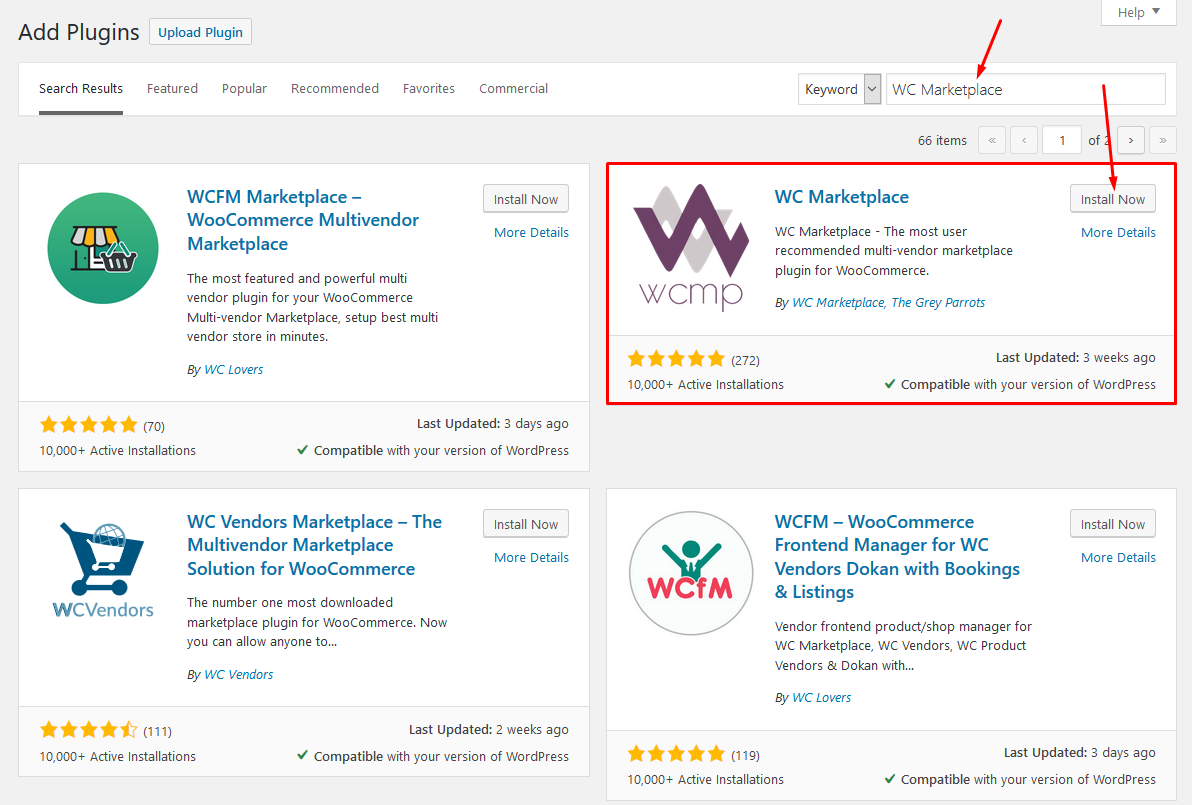 Help
Add Plugins Upload Plugin
Search Results Featured Popular Recommended Favorites Commercial Keyword WC Marketplace
66 items « ‹ 1 of 2 › »
WCFM Marketplace –
WooCommerce Multivendor
Marketplace
Install Now
More Details
The most featured and powerful multi
vendor plugin for your WooCommerce
Multi-vendor Marketplace, setup best multi
vendor store in minutes.
By WC Lovers
(70)
Last Updated: 3 days ago
10,000+ Active Installations
Compatible with your version of WordPress
wcmp
WC Marketplace
Install Now
More Details
WC Marketplace - The most user
recommended multi-vendor marketplace
plugin for WooCommerce.
By WC Marketplace, The Grey Parrots
(272)
Last Updated: 3 weeks ago
10,000+ Active Installations
Compatible with your version of WordPress
WCVendors
WC Vendors Marketplace – The
Multivendor Marketplace
Solution for WooCommerce
Install Now
More Details
The number one most downloaded
marketplace plugin for WooCommerce. Now
you can allow anyone to...
By WC Vendors
(111)
Last Updated: 2 weeks ago
10,000+ Active Installations
Compatible with your version of WordPress
WCfM
WCFM – WooCommerce
Frontend Manager for WC
Vendors Dokan with Bookings
& Listings
Install Now
More Details
Vendor frontend product/shop manager for
WC Marketplace, WC Vendors, WC Product
Vendors & Dokan with...
By WC Lovers
(119)
Last Updated: 3 days ago
10,000+ Active Installations
Compatible with your version of WordPress